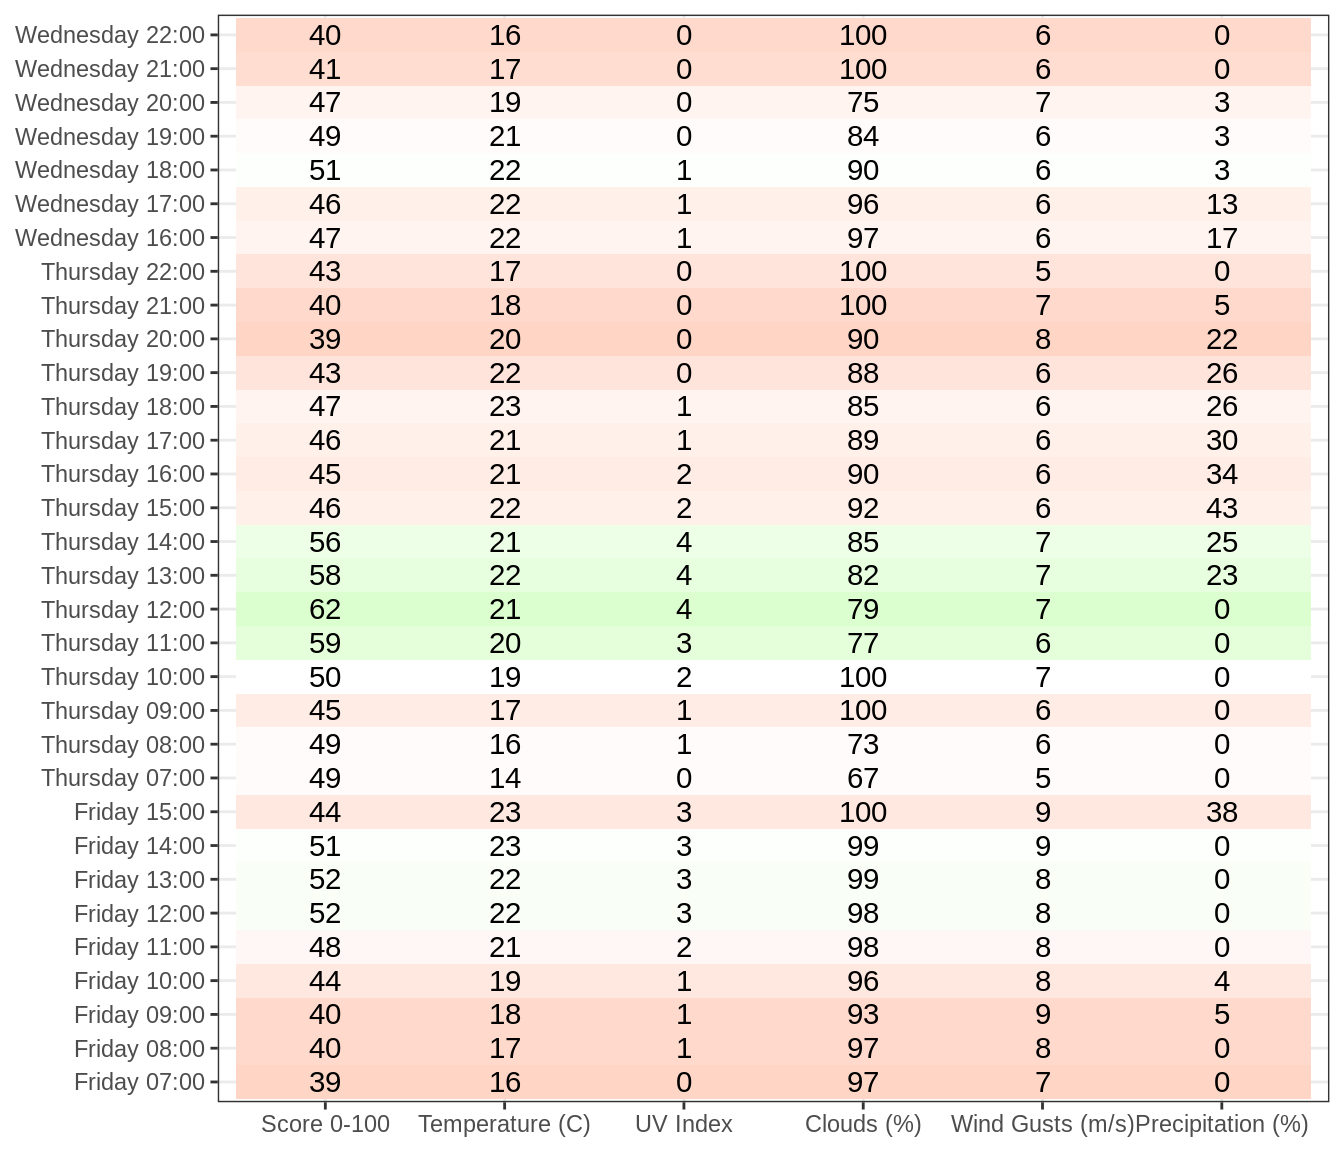 Wednesday 22:00 40 16 0 100 6 0
Wednesday 21:00 41 17 0 100 6 0
Wednesday 20:00 47 19 0 75 7 3
Wednesday 19:00 49 21 0 84 6 3
Wednesday 18:00 51 22 1 90 6 3
Wednesday 17:00 46 22 1 96 6 13
Wednesday 16:00 47 22 1 97 6 17
Thursday 22:00 43 17 0 100 5 0
Thursday 21:00 40 18 0 100 7 5
Thursday 20:00 39 20 0 90 8 22
Thursday 19:00 43 22 0 88 6 26
Thursday 18:00 47 23 1 85 6 26
Thursday 17:00 46 21 1 89 6 30
Thursday 16:00 45 21 2 90 6 34
Thursday 15:00 46 22 2 92 6 43
Thursday 14:00 56 21 4 85 7 25
Thursday 13:00 58 22 4 82 7 23
Thursday 12:00 62 21 4 79 7 0
Thursday 11:00 59 20 3 77 6 0
Thursday 10:00 50 19 2 100 7 0
Thursday 09:00 45 17 1 100 6 0
Thursday 08:00 49 16 1 73 6 0
Thursday 07:00 49 14 0 67 5 0
Friday 15:00 44 23 3 100 9 38
Friday 14:00 51 23 3 99 9 0
Friday 13:00 52 22 3 99 8 0
Friday 12:00 52 22 3 98 8 0
Friday 11:00 48 21 2 98 8 0
Friday 10:00 44 19 1 96 8 4
Friday 09:00 40 18 1 93 9 5
Friday 08:00 40 17 1 97 8 0
Friday 07:00 39 16 0 97 7 0
Score 0-100 Temperature (C) UV Index Clouds (%) Wind Gusts (m/s) Precipitation (%)